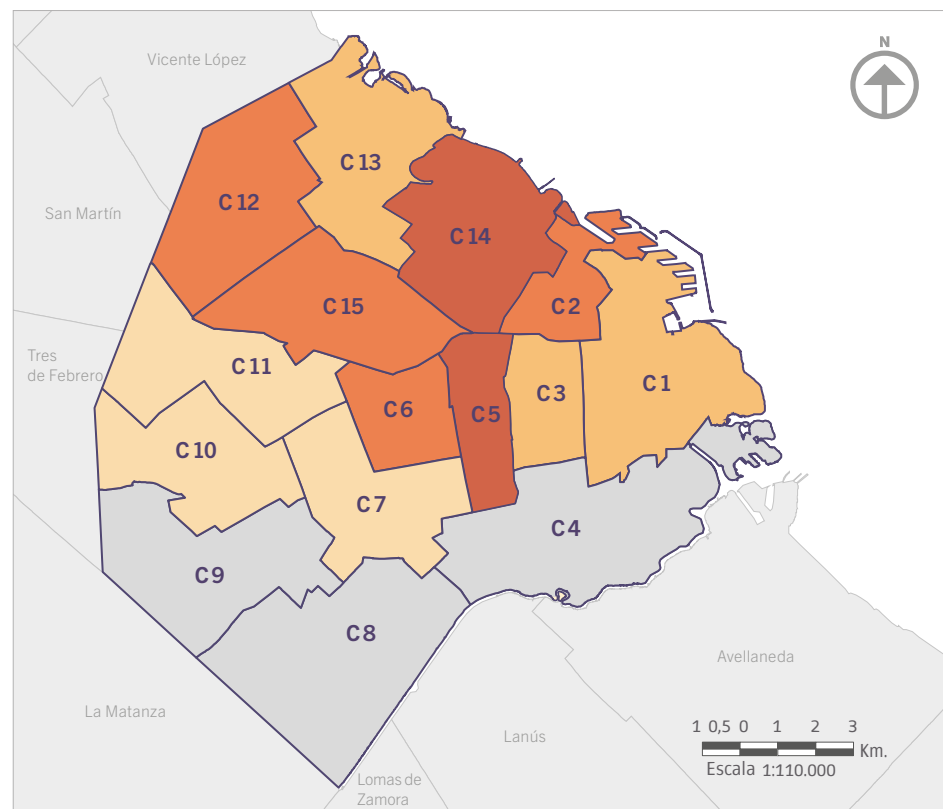 N
Vicente López
C 13
C 12
San Martín
C 14
C 15
C 2
Tres
de Febrero
C 11
C 1
C 3
C 6
C 5
C 10
C 7
C 4
C 9
C 8
Avellaneda
La Matanza
Lanús
1 0,5 0 1 2 3
Km.
Escala 1:110.000
Lomas de
Zamora